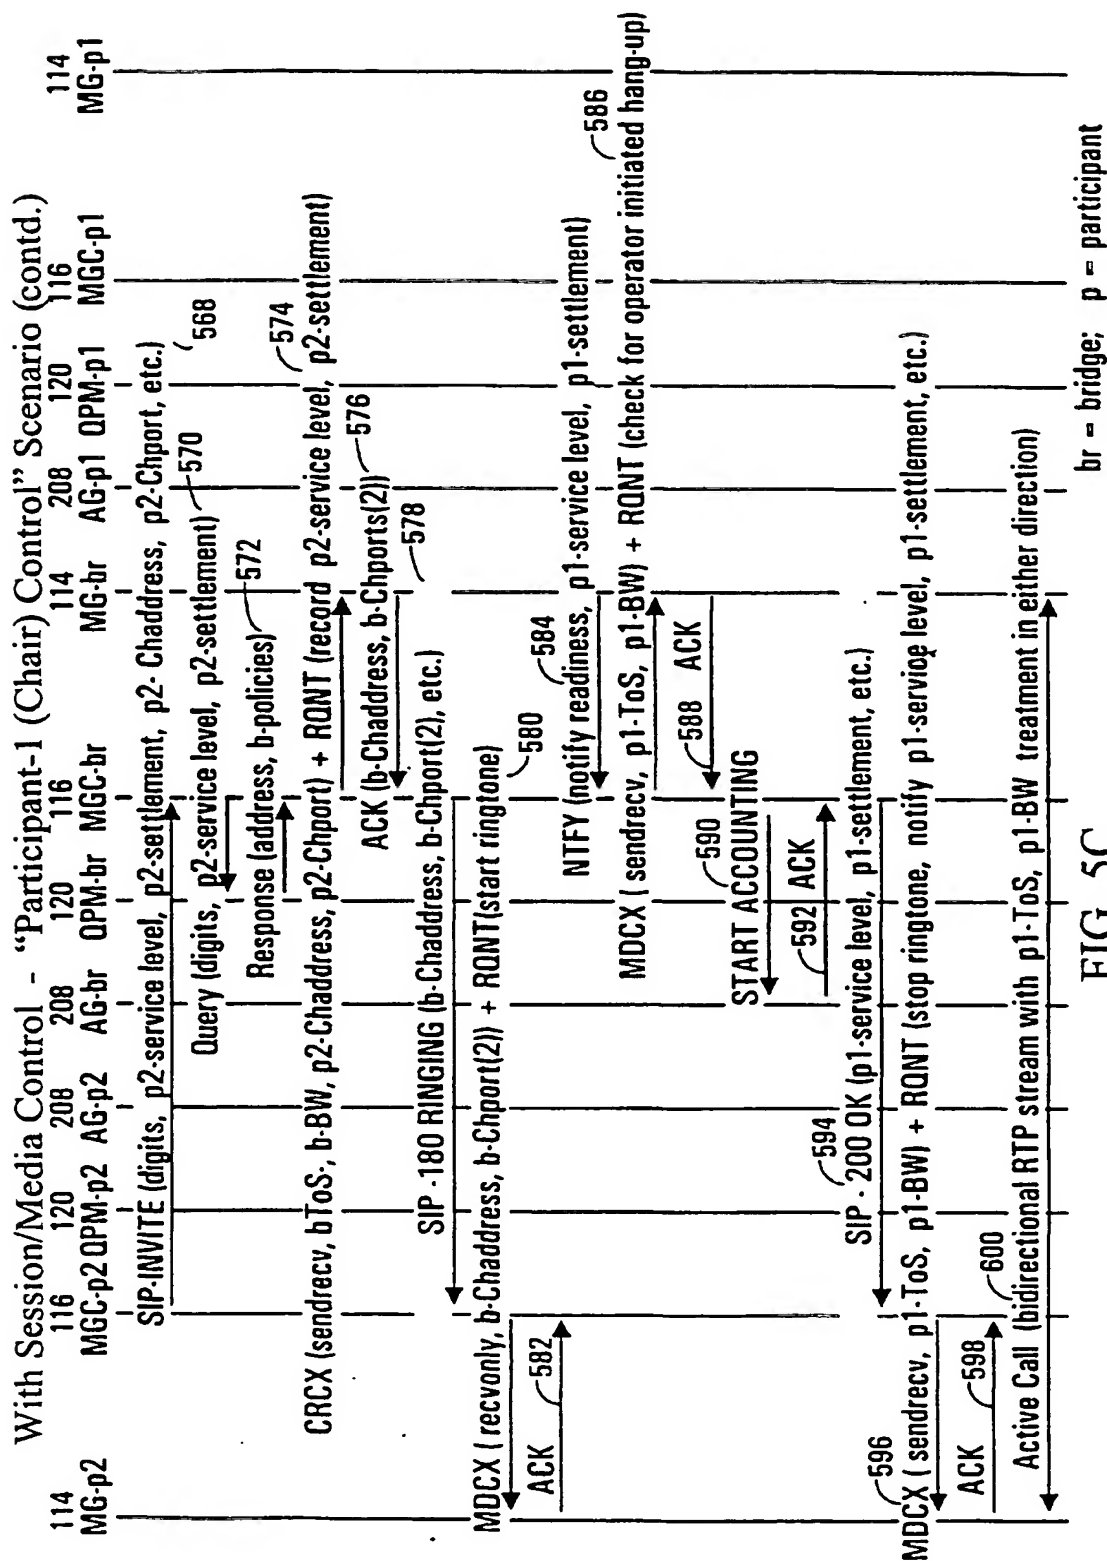 With Session/Media Control - “Participant-1 (Chair) Control” Scenario (contd.)
114 116 120 208 208 120 116 114 208 120 116 114
MG-p2 MGC-p2 QPM-p2 AG-p2 AG-br QPM-br MGC-br MG-br AG-p1 QPM-p1 MGC-p1 MG-p1
SIP-INVITE (digits, p2-service level, p2-settlement, p2- Chaddress, p2-Chport, etc.)
568
Query (digits, p2-service level, p2-settlement)
570
Response (address, b-policies)
572
CRCX (sendrecv, bToS, b-BW, p2-Chaddress, p2-Chport) + RQNT (record p2-service level, p2-settlement)
574
ACK (b-Chaddress, b-Chports(2))
576
578
SIP -180 RINGING (b-Chaddress, b-Chport(2), etc.)
MDCX (recvonly, b-Chaddress, b-Chport(2)) + RQNT(start ringtone)
580
ACK
582
NTFY (notify readiness, p1-service level, p1-settlement)
584
MDCX (sendrecv, p1-ToS, p1-BW) + RQNT (check for operator initiated hang-up)
586
588 ACK
590
START ACCOUNTING
592 ACK
594
SIP - 200 OK (p1-service level, p1-settlement, etc.)
596
MDCX (sendrecv, p1-ToS, p1-BW) + RQNT (stop ringtone, notify p1-service level, p1-settlement, etc.
ACK 598
600
Active Call (bidirectional RTP stream with p1-ToS, p1-BW treatment in either direction)
br = bridge; p = participant
FIG. 5C